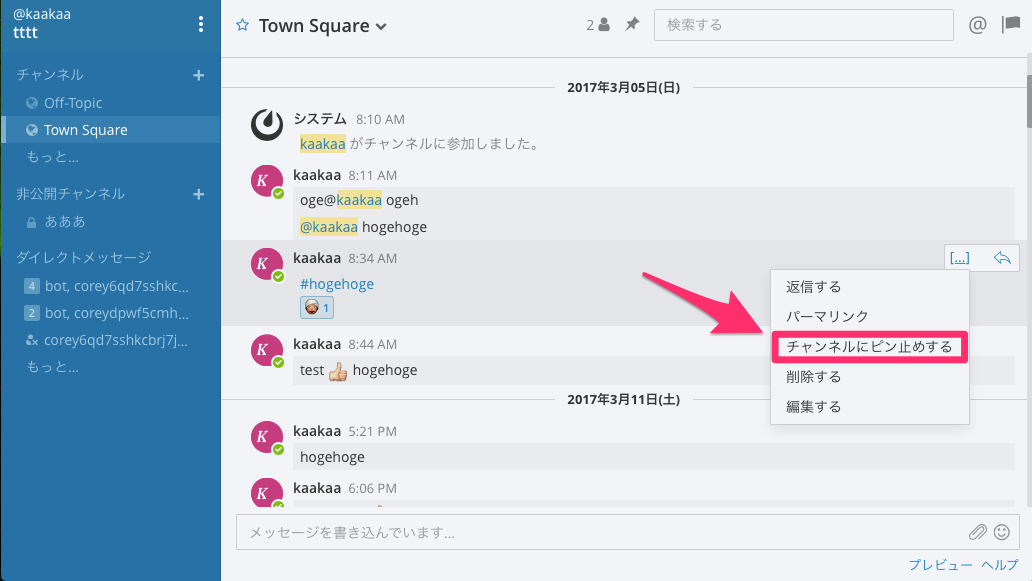 @kaakaa
tttt
チャンネル +
Off-Topic
Town Square
もっと...
非公開チャンネル +
あああ
ダイレクトメッセージ
4 bot, corey6qd7sshkc...
2 bot, coreydpwf5cmh...
corey6qd7sshkcbrj7j...
もっと...
Town Square
2
検索する
@
2017年3月05日(日)
システム 8:10 AM
kaakaa がチャンネルに参加しました。
K
kaakaa 8:11 AM
oge@kaakaa ogeh
@kaakaa hogehoge
K
kaakaa 8:34 AM
[...]
#hogehoge
1
返信する
パーマリンク
チャンネルにピン止めする
削除する
編集する
K
kaakaa 8:44 AM
test hogehoge
2017年3月11日(土)
K
kaakaa 5:21 PM
hogehoge
K
kaakaa 6:06 PM
メッセージを書き込んでいます...
プレビュー ヘルプ